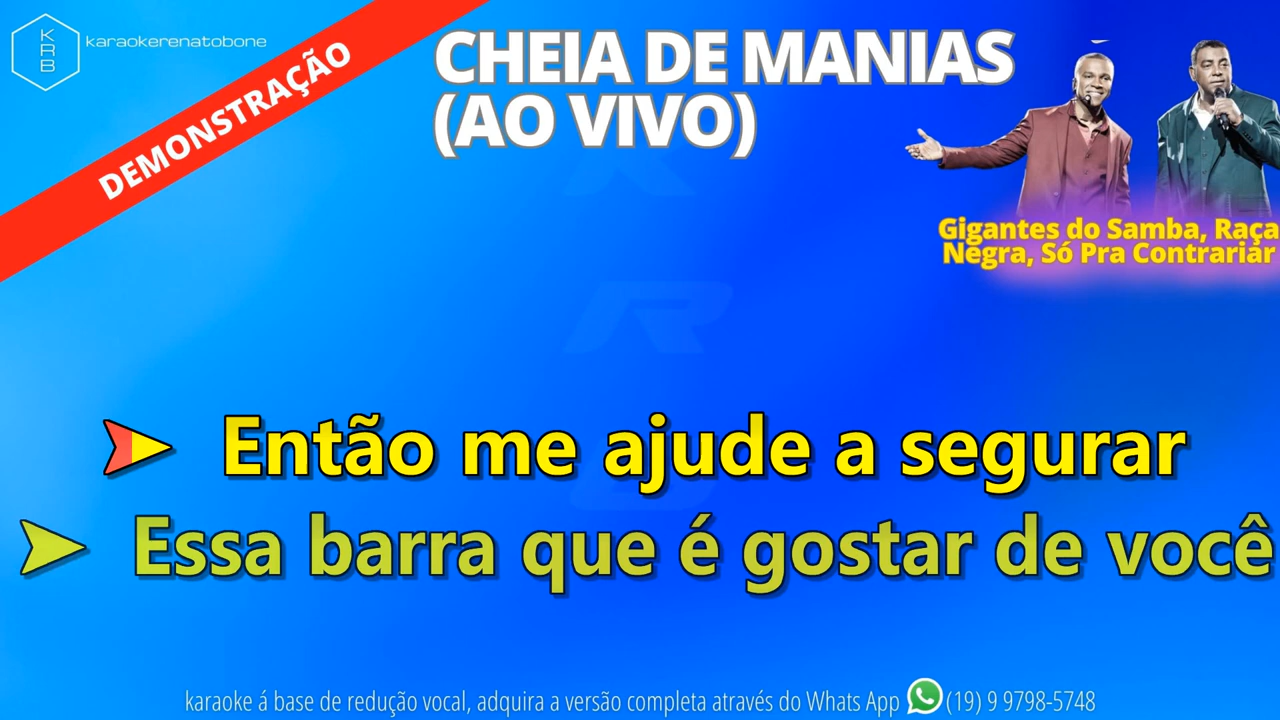 KRB
karaokerenatobone
DEMONSTRAÇÃO
CHEIA DE MANIAS
(AO VIVO)
Gigantes do Samba, Raça
Negra, Só Pra Contrariar
Então me ajude a segurar
Essa barra que é gostar de você
karaoke á base de redução vocal, adquira a versão completa através do Whats App (19) 9 9798-5748